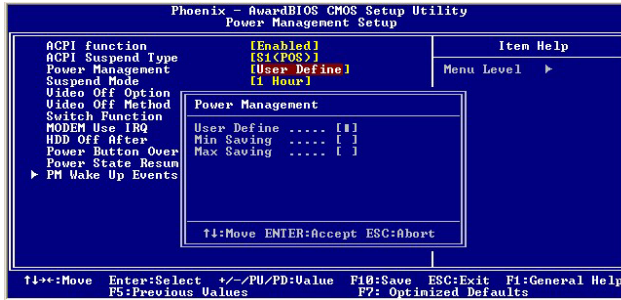 Phoenix - AwardBIOS CMOS Setup Utility
Power Management Setup
ACPI function [Enabled]
ACPI Suspend Type [S1(POS)]
Power Management [User Define]
Suspend Mode [1 Hour]
Video Off Option
Video Off Method
Switch Function
MODEM Use IRQ
HDD Off After
Power Button Over
Power State Resum
▶ PM Wake Up Events
Item Help
Menu Level ▶
Power Management
User Define ..... [▮]
Min Saving ..... [ ]
Max Saving ..... [ ]
↑↓:Move ENTER:Accept ESC:Abort
↑↓→←:Move Enter:Select +/-/PU/PD:Value F10:Save ESC:Exit F1:General Help
F5:Previous Values F7: Optimized Defaults